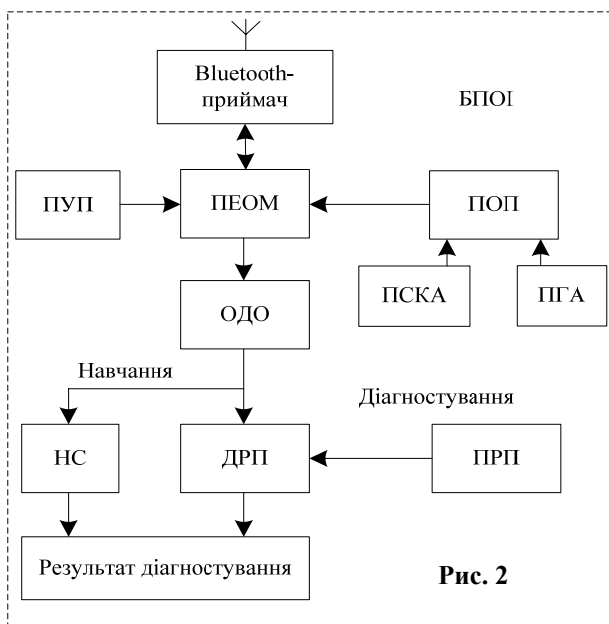 Bluetooth-
приймач
БПОІ
ПУП
ПЕОМ
ПОП
ПСКА
ПГА
ОДО
Навчання
Діагностування
НС
ДРП
ПРП
Результат діагностування
Рис. 2